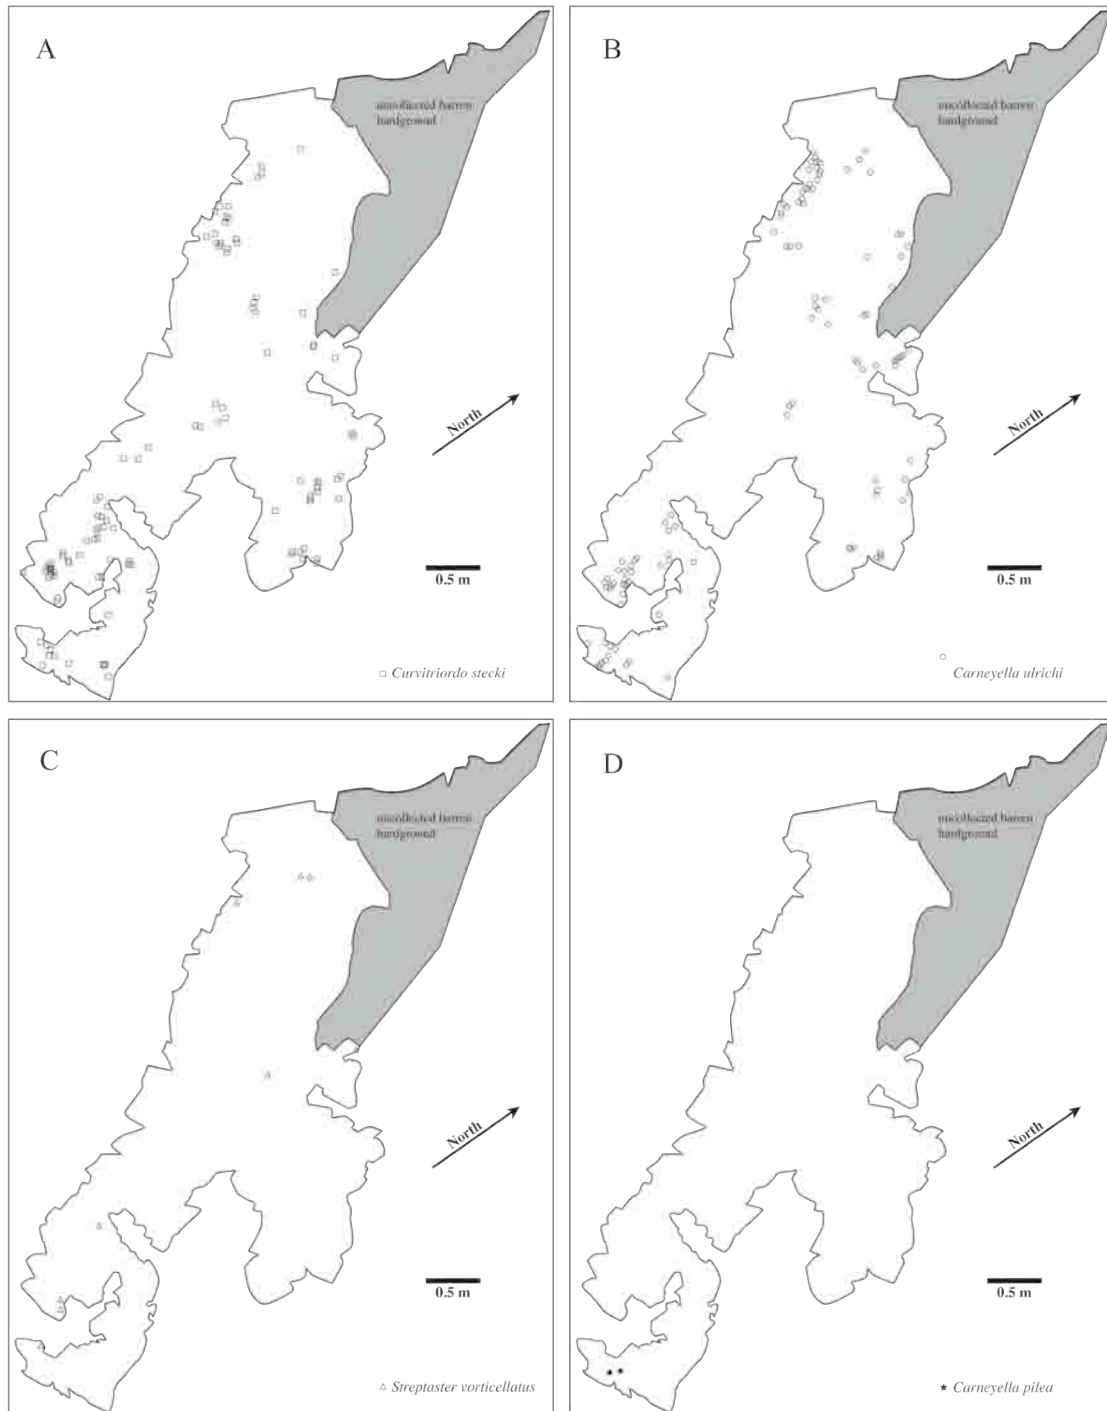 A
uncollected barren
hardground
North
0.5 m
□ Curvitriordo stecki
B
uncollected barren
hardground
North
0.5 m
○ Carneyella ulrichi
C
uncollected barren
hardground
North
0.5 m
△ Streptaster vorticellatus
D
uncollected barren
hardground
North
0.5 m
★ Carneyella pilea